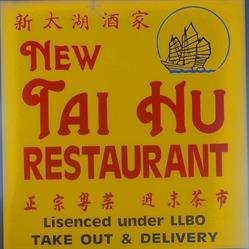 新太湖酒家
NEW
TAI HU
RESTAURANT
正宗粵菜 週末茶市
Lisenced under LLBO
TAKE OUT & DELIVERY